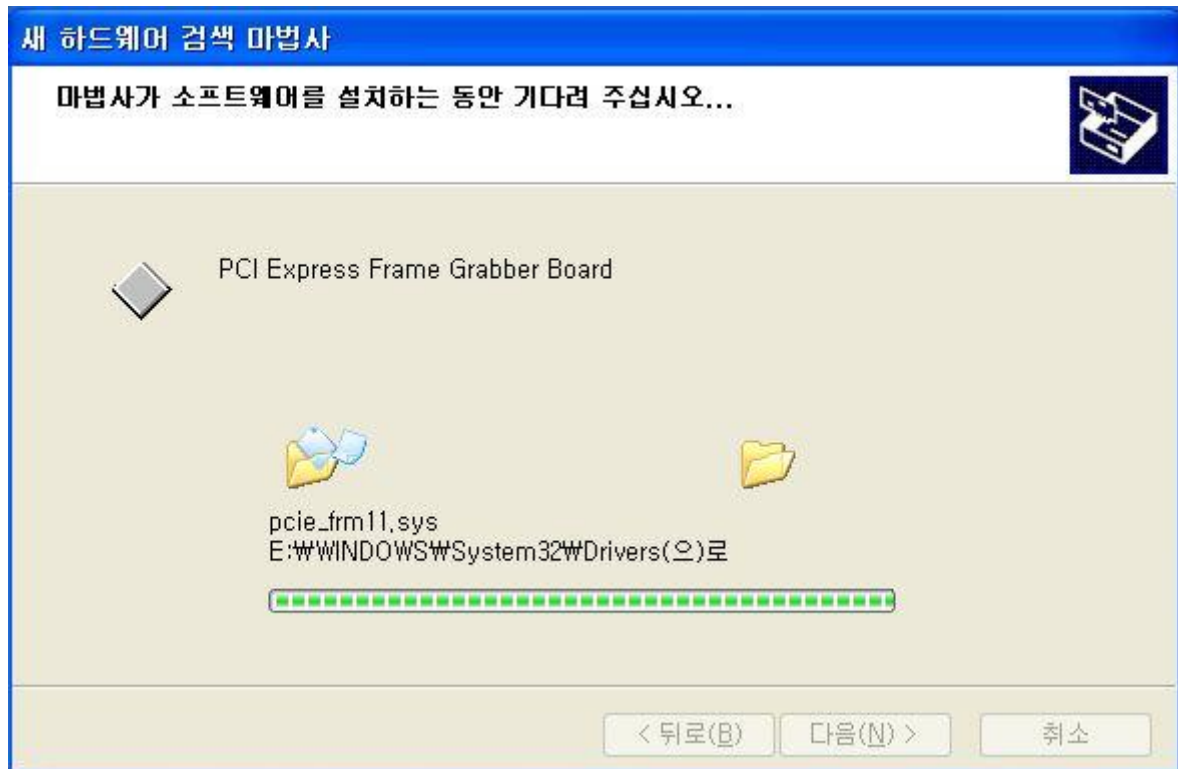 새 하드웨어 검색 마법사
마법사가 소프트웨어를 설치하는 동안 기다려 주십시오...
PCI Express Frame Grabber Board
pcie_frm11.sys
E:₩WINDOWS₩System32₩Drivers(으)로
< 뒤로(B)
다음(N) >
취소